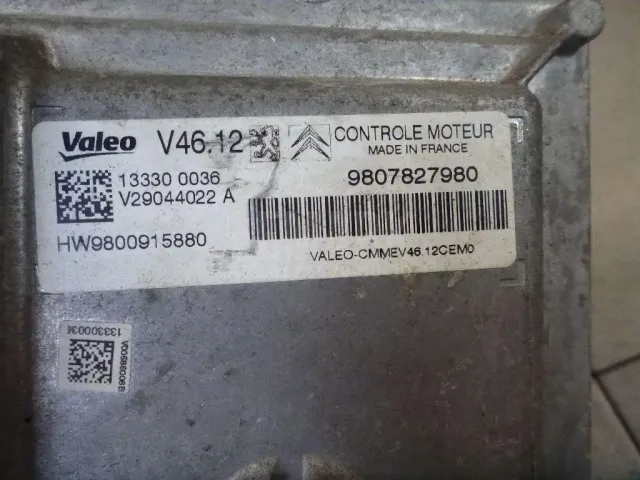 Valeo V46.12 CONTROLE MOTEUR
MADE IN FRANCE
13330 0036 9807827980
V29044022 A
HW9800915880
VALEO-CMMEV46.12CEM0
133300036